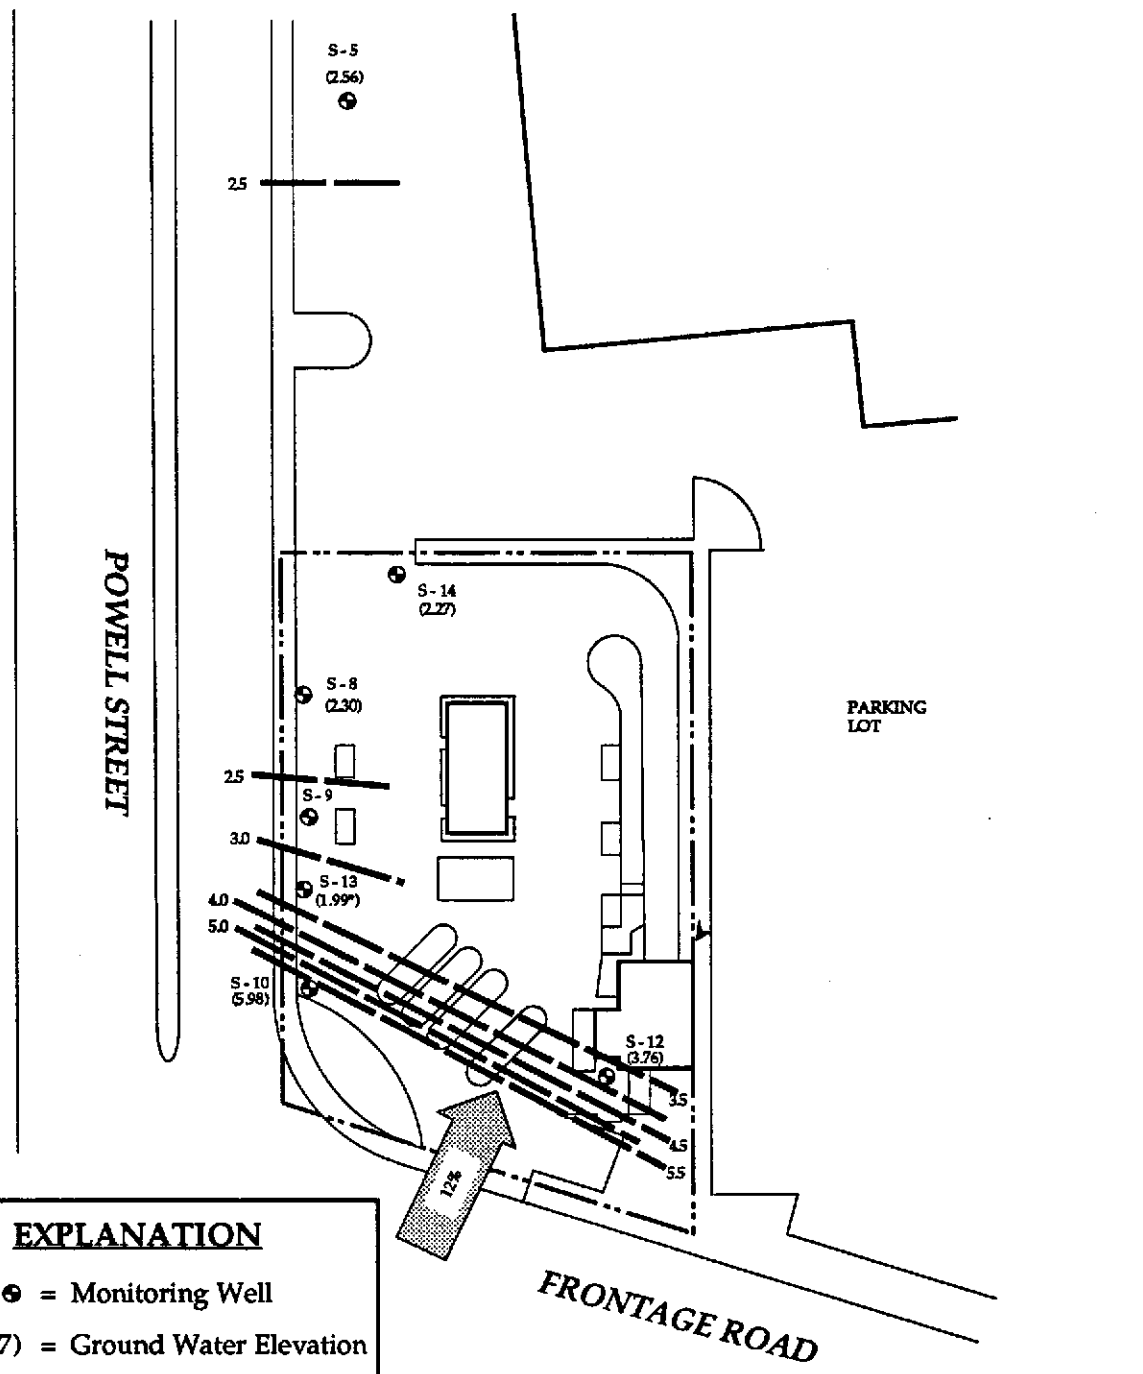 S-5
(2.56)
2.5
POWELL STREET
S-14
(2.27)
S-8
(2.30)
PARKING
LOT
2.5
S-9
3.0
S-13
(1.99*)
4.0
5.0
S-10
(5.98)
S-12
(3.76)
3.5
4.5
5.5
12%
FRONTAGE ROAD
EXPLANATION
= Monitoring Well
7) = Ground Water Elevation